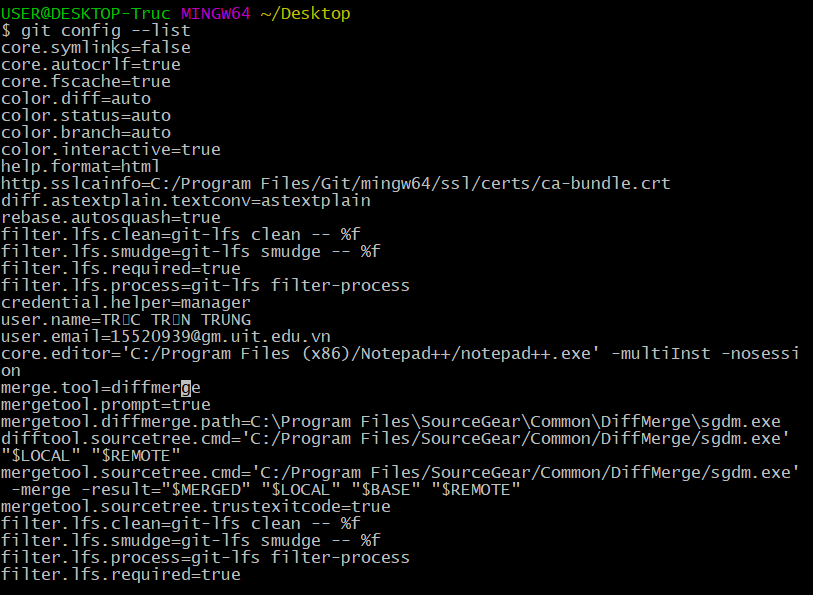 USER@DESKTOP-Truc MINGW64 ~/Desktop
$ git config --list
core.symlinks=false
core.autocrlf=true
core.fscache=true
color.diff=auto
color.status=auto
color.branch=auto
color.interactive=true
help.format=html
http.sslcainfo=C:/Program Files/Git/mingw64/ssl/certs/ca-bundle.crt
diff.astextplain.textconv=astextplain
rebase.autosquash=true
filter.lfs.clean=git-lfs clean -- %f
filter.lfs.smudge=git-lfs smudge -- %f
filter.lfs.required=true
filter.lfs.process=git-lfs filter-process
credential.helper=manager
user.name=TR▯C TR▯N TRUNG
user.email=15520939@gm.uit.edu.vn
core.editor='C:/Program Files (x86)/Notepad++/notepad++.exe' -multiInst -nosessi
on
merge.tool=diffmerge
mergetool.prompt=true
mergetool.diffmerge.path=C:\Program Files\SourceGear\Common\DiffMerge\sgdm.exe
difftool.sourcetree.cmd='C:/Program Files/SourceGear/Common/DiffMerge/sgdm.exe'
"$LOCAL" "$REMOTE"
mergetool.sourcetree.cmd='C:/Program Files/SourceGear/Common/DiffMerge/sgdm.exe'
-merge -result="$MERGED" "$LOCAL" "$BASE" "$REMOTE"
mergetool.sourcetree.trustexitcode=true
filter.lfs.clean=git-lfs clean -- %f
filter.lfs.smudge=git-lfs smudge -- %f
filter.lfs.process=git-lfs filter-process
filter.lfs.required=true